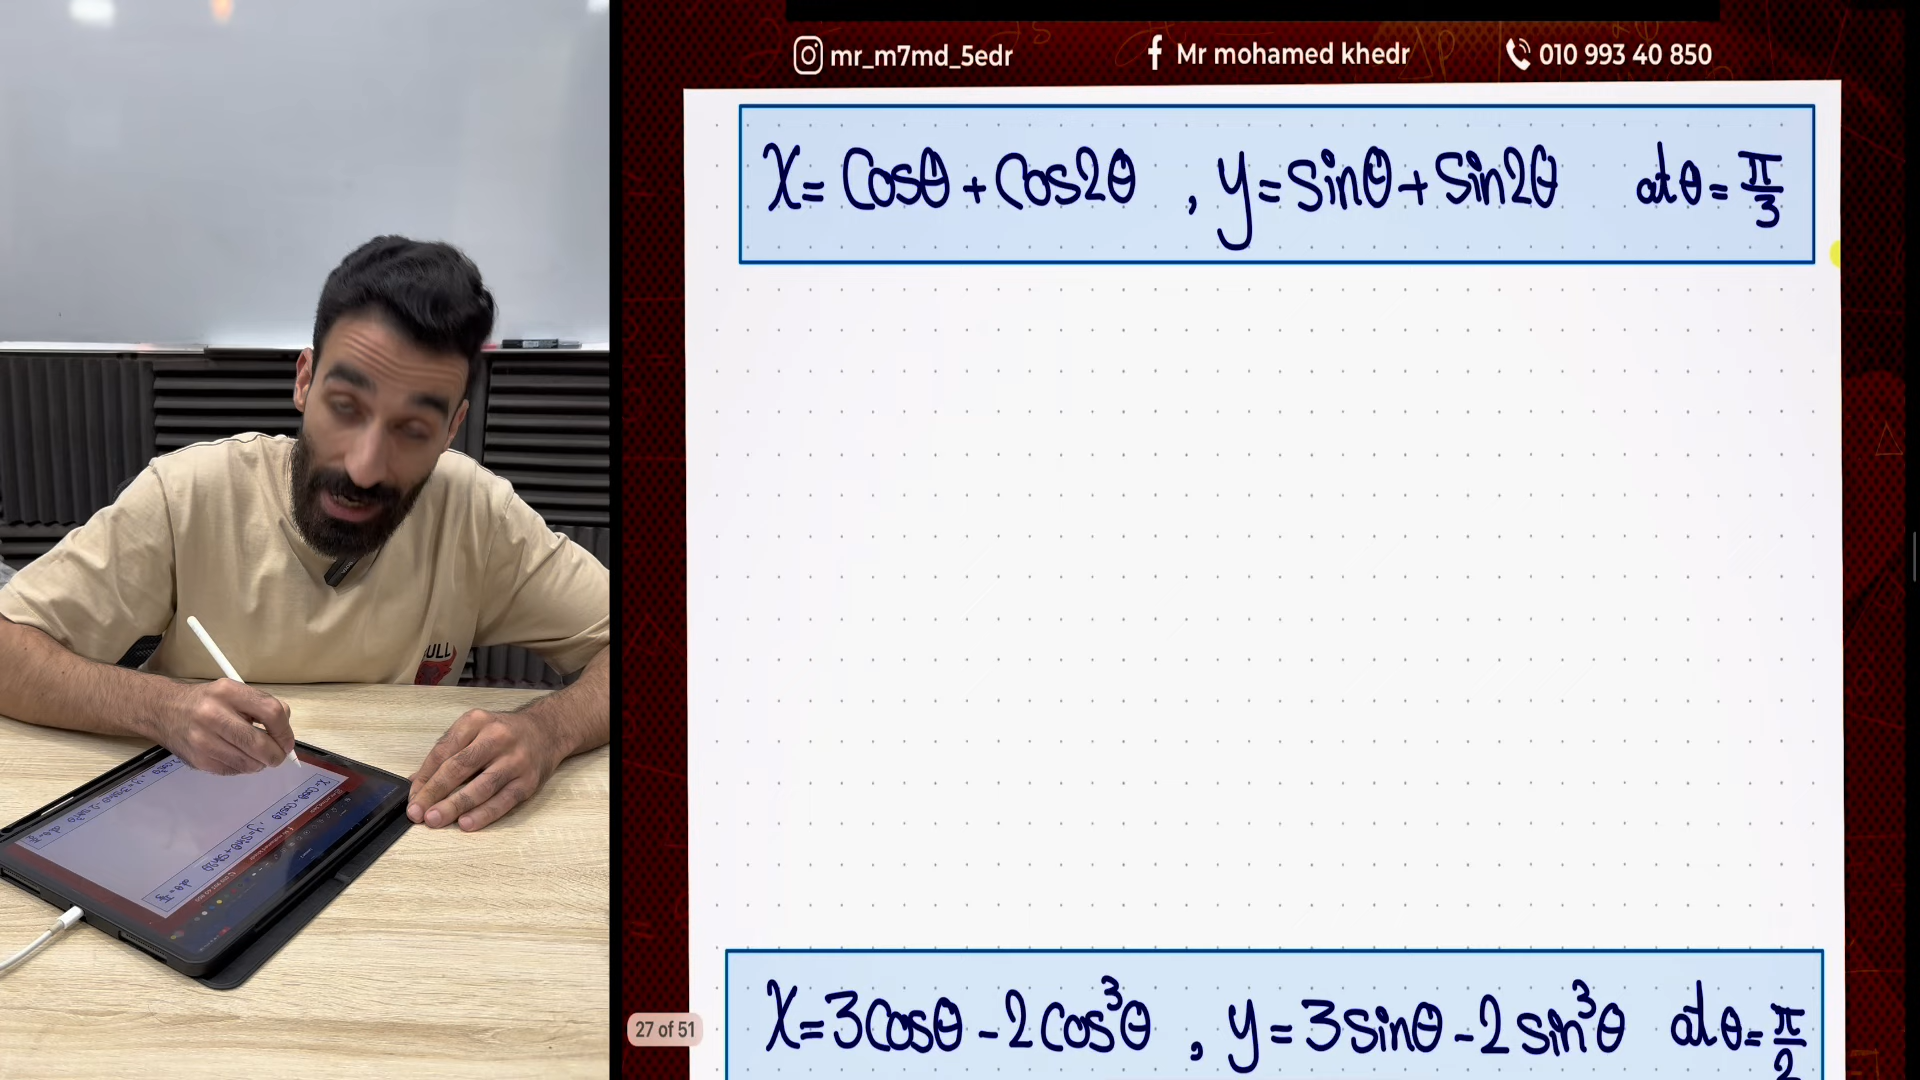 mr_m7md_5edr Mr mohamed khedr 010 993 40 850
x = Cosθ + Cos2θ , y = Sinθ + Sin2θ at θ = π/3
x = 3Cosθ - 2Cos³θ , y = 3Sinθ - 2Sin³θ at θ = π/2
27 of 51
ULL